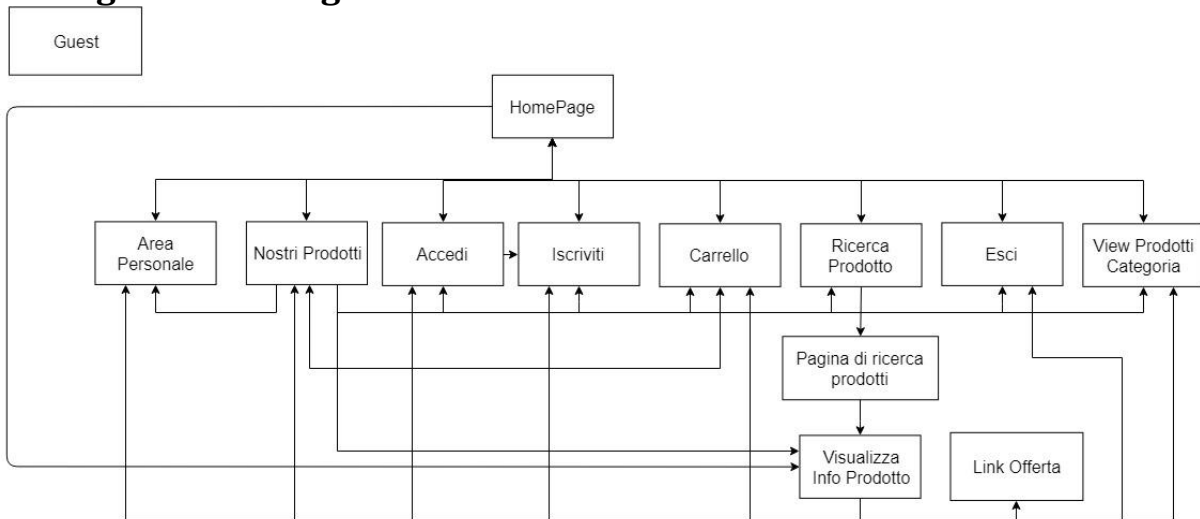 Guest
HomePage
Area
Personale
Nostri Prodotti
Accedi
Iscriviti
Carrello
Ricerca
Prodotto
Esci
View Prodotti
Categoria
Pagina di ricerca
prodotti
Visualizza
Info Prodotto
Link Offerta